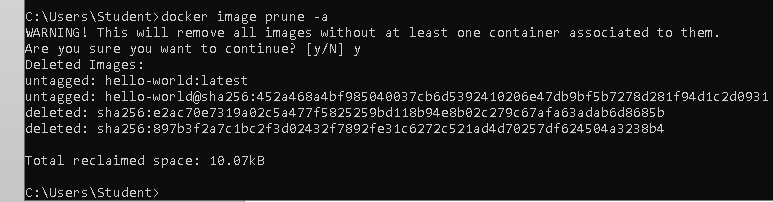 C:\Users\Student>docker image prune -a
WARNING! This will remove all images without at least one container associated to them.
Are you sure you want to continue? [y/N] y
Deleted Images:
untagged: hello-world:latest
untagged: hello-world@sha256:452a468a4bf985040037cb6d5392410206e47db9bf5b7278d281f94d1c2d0931
deleted: sha256:e2ac70e7319a02c5a477f5825259bd118b94e8b02c279c67afa63adab6d8685b
deleted: sha256:897b3f2a7c1bc2f3d02432f7892fe31c6272c521ad4d70257df624504a3238b4
Total reclaimed space: 10.07kB
C:\Users\Student>